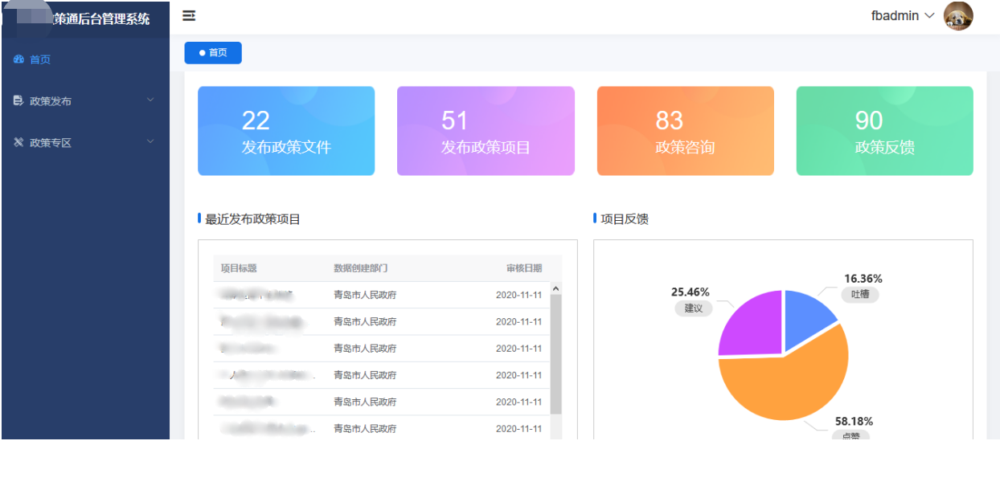 策通后台管理系统
fbadmin
首页
首页
政策发布
政策专区
22
发布政策文件
51
发布政策项目
83
政策咨询
90
政策反馈
最近发布政策项目
项目标题 数据创建部门 审核日期
青岛市人民政府 2020-11-11
青岛市人民政府 2020-11-11
青岛市人民政府 2020-11-11
青岛市人民政府 2020-11-11
青岛市人民政府 2020-11-11
青岛市人民政府 2020-11-11
项目反馈
16.36%
吐槽
25.46%
建议
58.18%
点赞